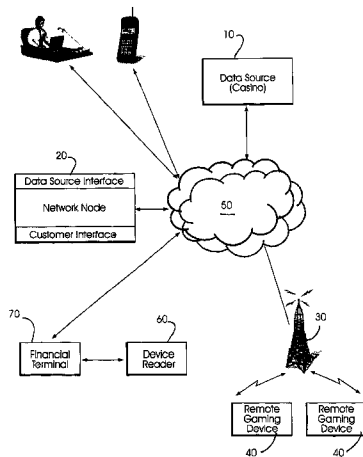 10
Data Source
(Casino)
20
Data Source Interface
Network Node
Customer Interface
50
70
60
Financial
Terminal
Device
Reader
30
Remote
Gaming
Device
Remote
Gaming
Device
40
40